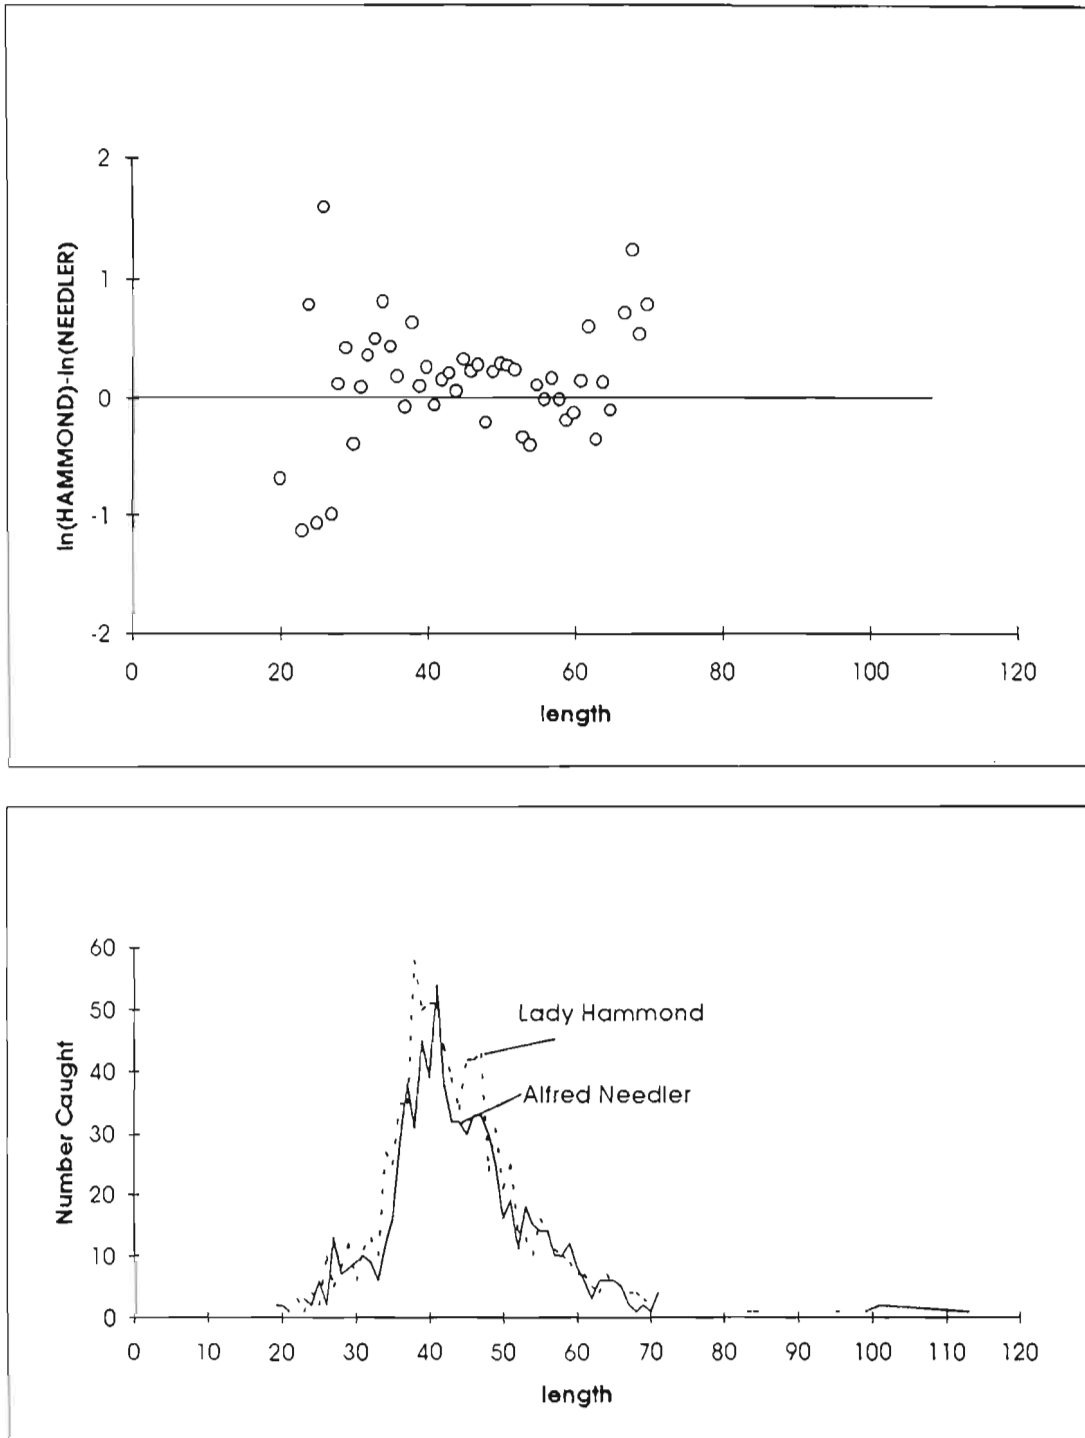 2
1
0
-1
-2
ln(HAMMOND)-ln(NEEDLER)
0 20 40 60 80 100 120
length
60
50
40
30
20
10
0
Number Caught
Lady Hammond
Alfred Needler
0 10 20 30 40 50 60 70 80 90 100 110 120
length